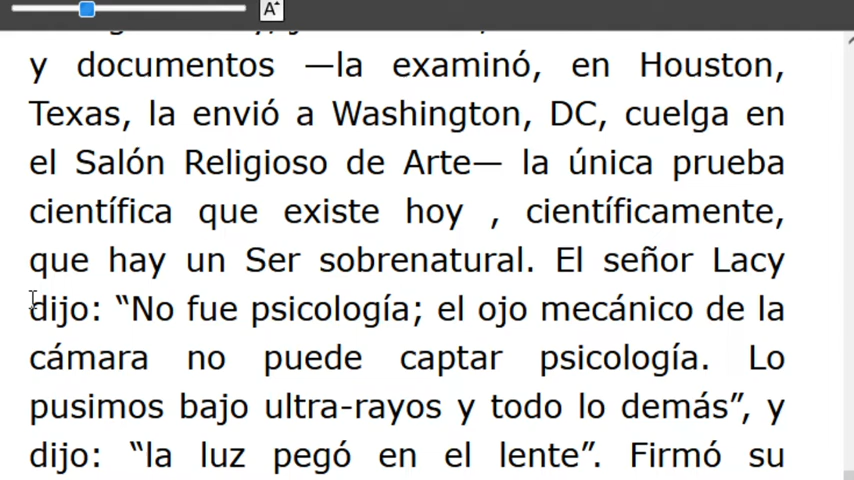 A
y documentos —la examinó, en Houston,
Texas, la envió a Washington, DC, cuelga en
el Salón Religioso de Arte— la única prueba
científica que existe hoy , científicamente,
que hay un Ser sobrenatural. El señor Lacy
dijo: “No fue psicología; el ojo mecánico de la
cámara no puede captar psicología. Lo
pusimos bajo ultra-rayos y todo lo demás”, y
dijo: “la luz pegó en el lente”. Firmó su